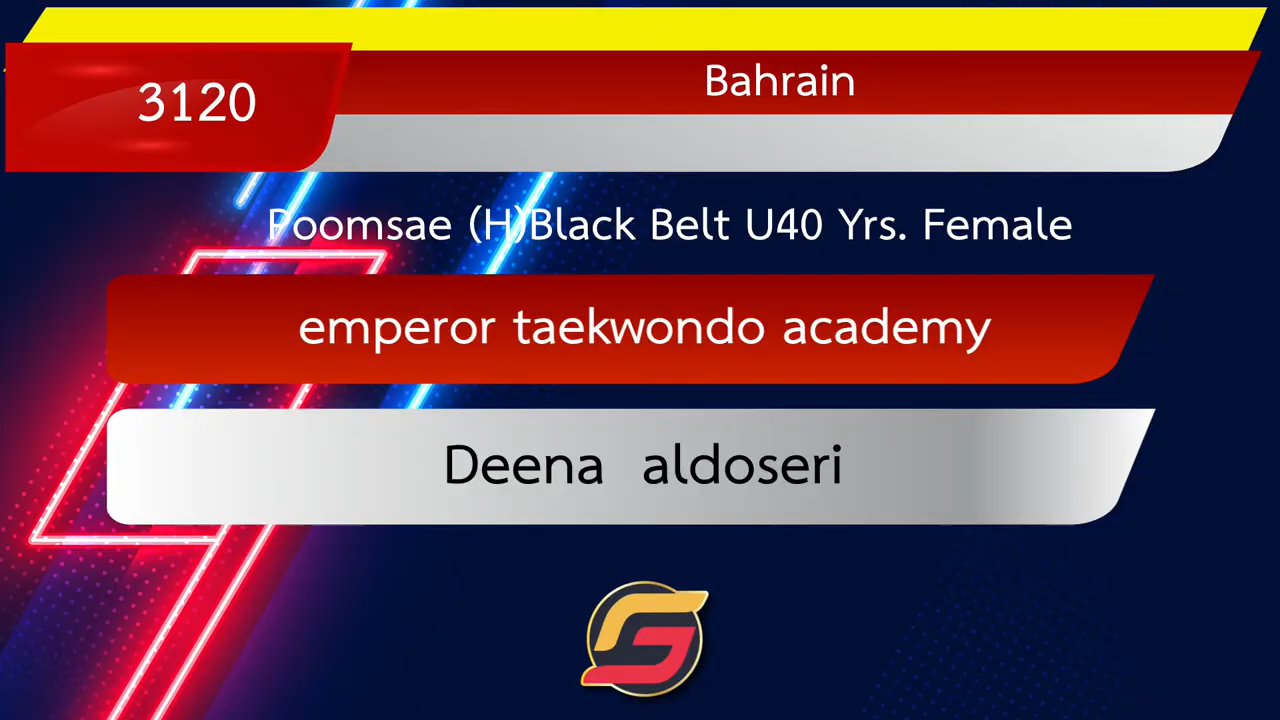 3120
Bahrain
Poomsae (H)Black Belt U40 Yrs. Female
emperor taekwondo academy
Deena aldoseri